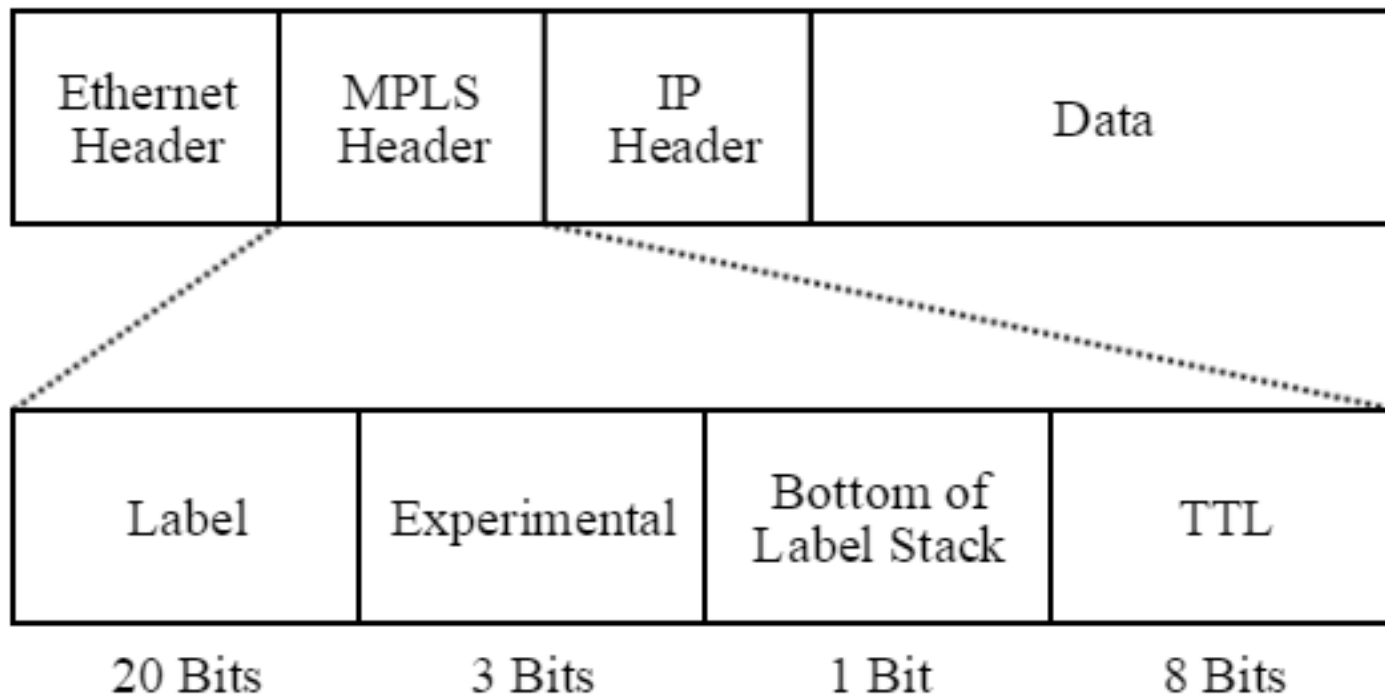 Ethernet
Header
MPLS
Header
IP
Header
Data
Label
Experimental
Bottom of
Label Stack
TTL
20 Bits
3 Bits
1 Bit
8 Bits